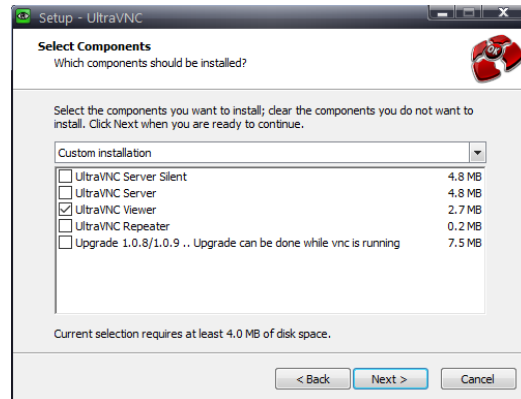 Setup - UltraVNC
Select Components
Which components should be installed?
OK
Select the components you want to install; clear the components you do not want to
install. Click Next when you are ready to continue.
Custom installation
UltraVNC Server Silent 4.8 MB
UltraVNC Server 4.8 MB
UltraVNC Viewer 2.7 MB
UltraVNC Repeater 0.2 MB
Upgrade 1.0.8/1.0.9 .. Upgrade can be done while vnc is running 7.5 MB
Current selection requires at least 4.0 MB of disk space.
< Back Next > Cancel